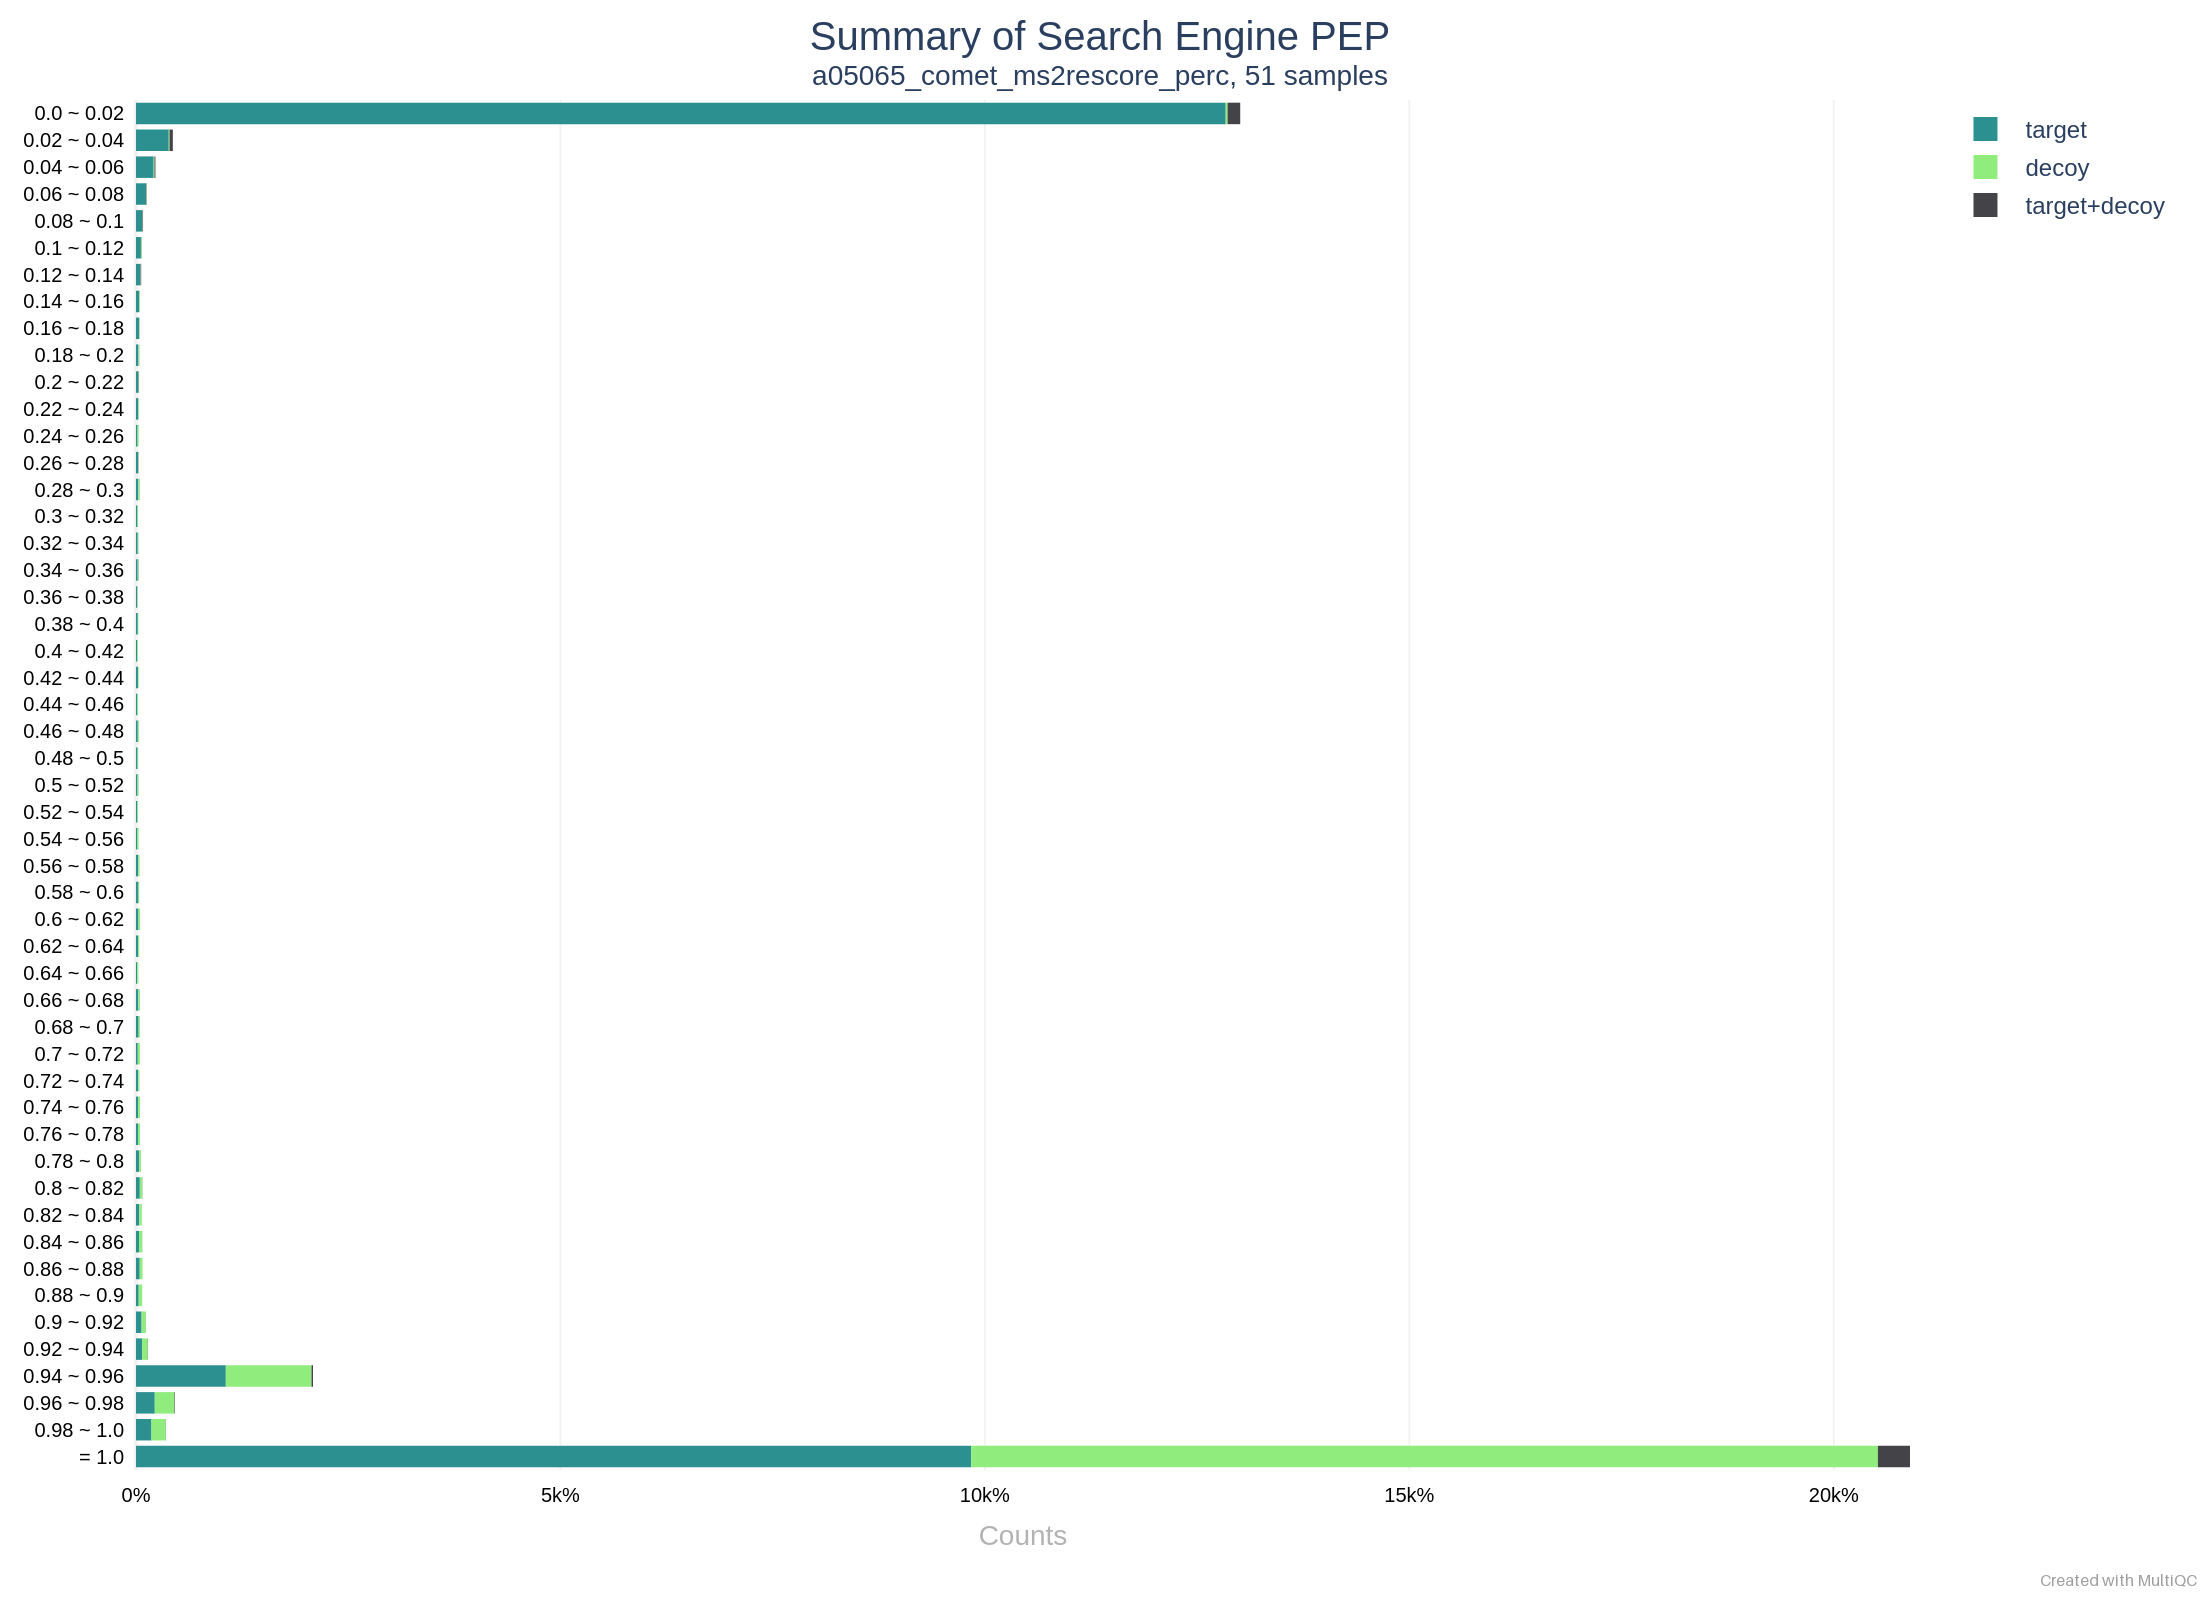 Summary of Search Engine PEP
a05065_comet_ms2rescore_perc, 51 samples
0.0 ~ 0.02
0.02 ~ 0.04
0.04 ~ 0.06
0.06 ~ 0.08
0.08 ~ 0.1
0.1 ~ 0.12
0.12 ~ 0.14
0.14 ~ 0.16
0.16 ~ 0.18
0.18 ~ 0.2
0.2 ~ 0.22
0.22 ~ 0.24
0.24 ~ 0.26
0.26 ~ 0.28
0.28 ~ 0.3
0.3 ~ 0.32
0.32 ~ 0.34
0.34 ~ 0.36
0.36 ~ 0.38
0.38 ~ 0.4
0.4 ~ 0.42
0.42 ~ 0.44
0.44 ~ 0.46
0.46 ~ 0.48
0.48 ~ 0.5
0.5 ~ 0.52
0.52 ~ 0.54
0.54 ~ 0.56
0.56 ~ 0.58
0.58 ~ 0.6
0.6 ~ 0.62
0.62 ~ 0.64
0.64 ~ 0.66
0.66 ~ 0.68
0.68 ~ 0.7
0.7 ~ 0.72
0.72 ~ 0.74
0.74 ~ 0.76
0.76 ~ 0.78
0.78 ~ 0.8
0.8 ~ 0.82
0.82 ~ 0.84
0.84 ~ 0.86
0.86 ~ 0.88
0.88 ~ 0.9
0.9 ~ 0.92
0.92 ~ 0.94
0.94 ~ 0.96
0.96 ~ 0.98
0.98 ~ 1.0
= 1.0
0% 5k% 10k% 15k% 20k%
Counts
target
decoy
target+decoy
Created with MultiQC